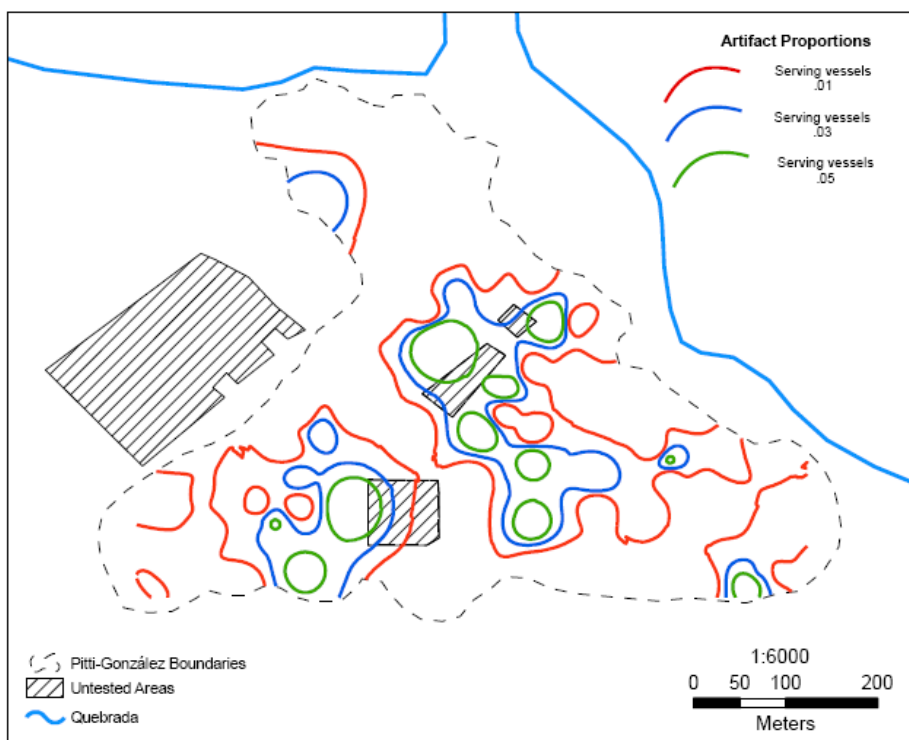 Artifact Proportions
Serving vessels
.01
Serving vessels
.03
Serving vessels
.05
Pitti-González Boundaries
Untested Areas
Quebrada
1:6000
0 50 100 200
Meters